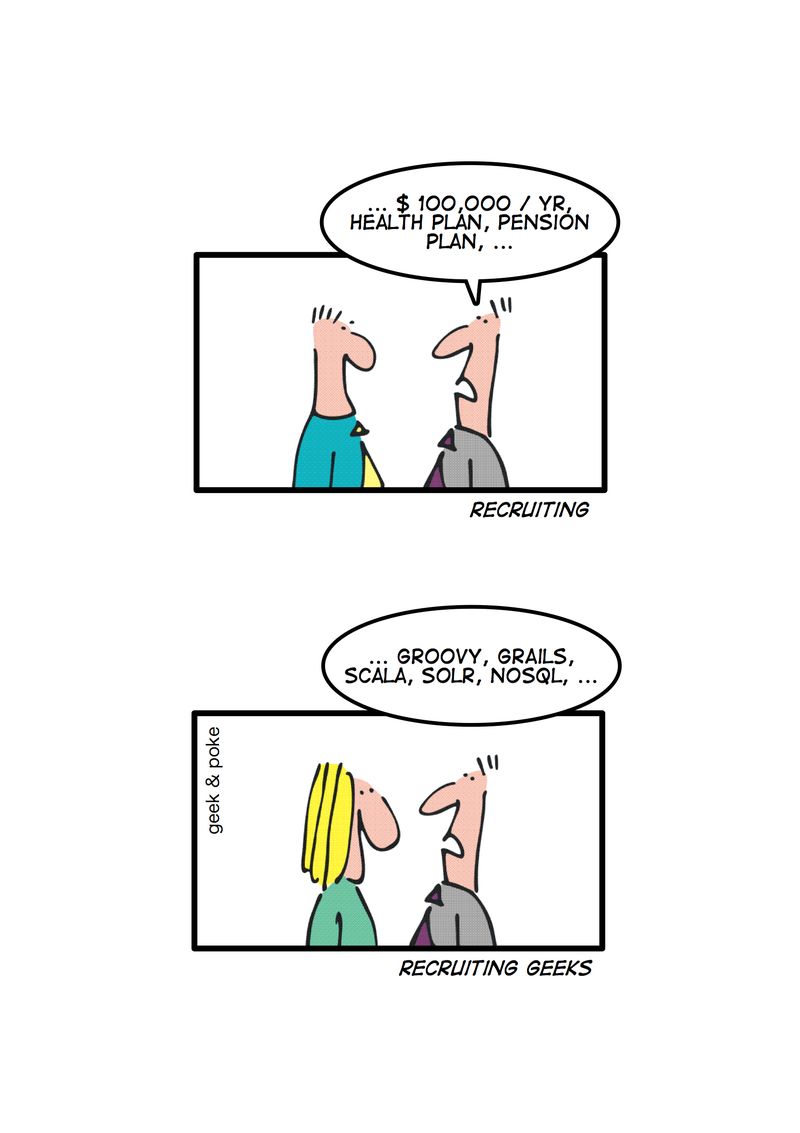 ... $ 100,000 / YR,
HEALTH PLAN, PENSION
PLAN, ...
RECRUITING
... GROOVY, GRAILS,
SCALA, SOLR, NOSQL, ...
geek & poke
RECRUITING GEEKS